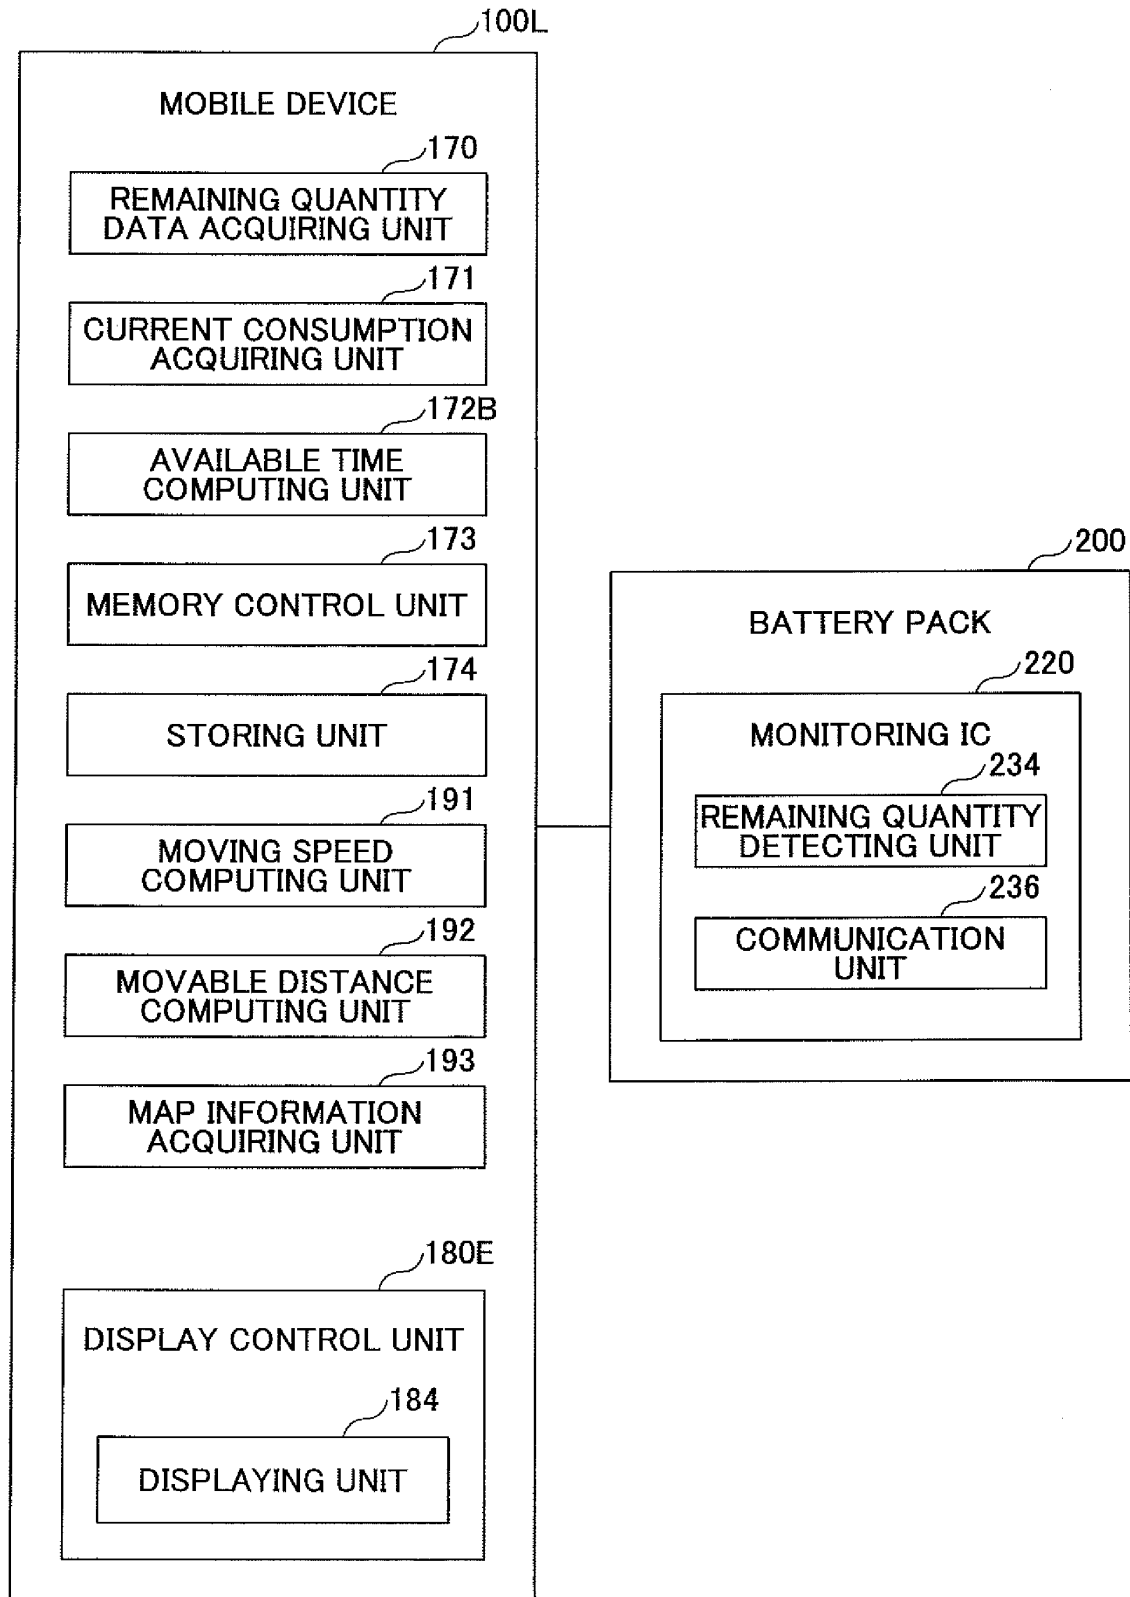 100L
MOBILE DEVICE
170
REMAINING QUANTITY
DATA ACQUIRING UNIT
171
CURRENT CONSUMPTION
ACQUIRING UNIT
172B
AVAILABLE TIME
COMPUTING UNIT
173
MEMORY CONTROL UNIT
174
STORING UNIT
191
MOVING SPEED
COMPUTING UNIT
192
MOVABLE DISTANCE
COMPUTING UNIT
193
MAP INFORMATION
ACQUIRING UNIT
180E
DISPLAY CONTROL UNIT
184
DISPLAYING UNIT
200
BATTERY PACK
220
MONITORING IC
234
REMAINING QUANTITY
DETECTING UNIT
236
COMMUNICATION
UNIT